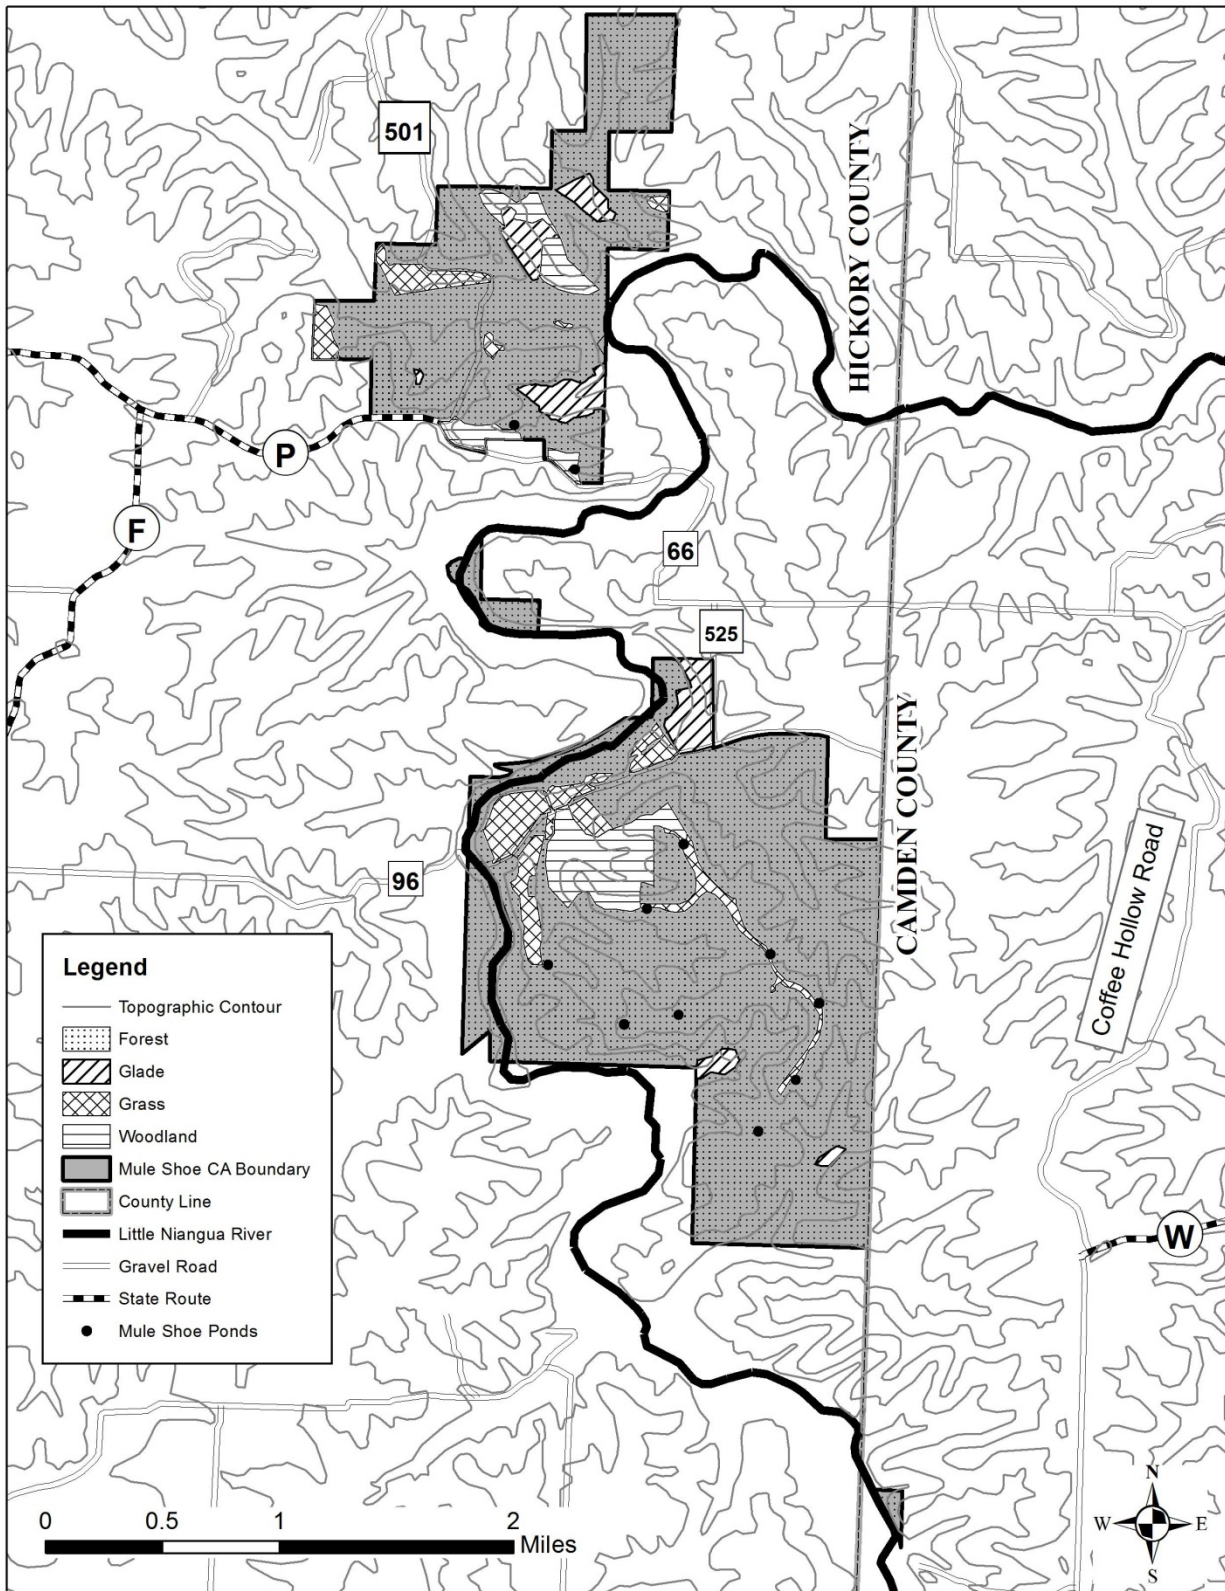 501
HICKORY COUNTY
P
F
66
525
CAMDEN COUNTY
96
Coffee Hollow Road
Legend
Topographic Contour
Forest
Glade
Grass
Woodland
Mule Shoe CA Boundary
County Line
Little Niangua River
Gravel Road
State Route
Mule Shoe Ponds
W
0 0.5 1 2
Miles
N
W E
S